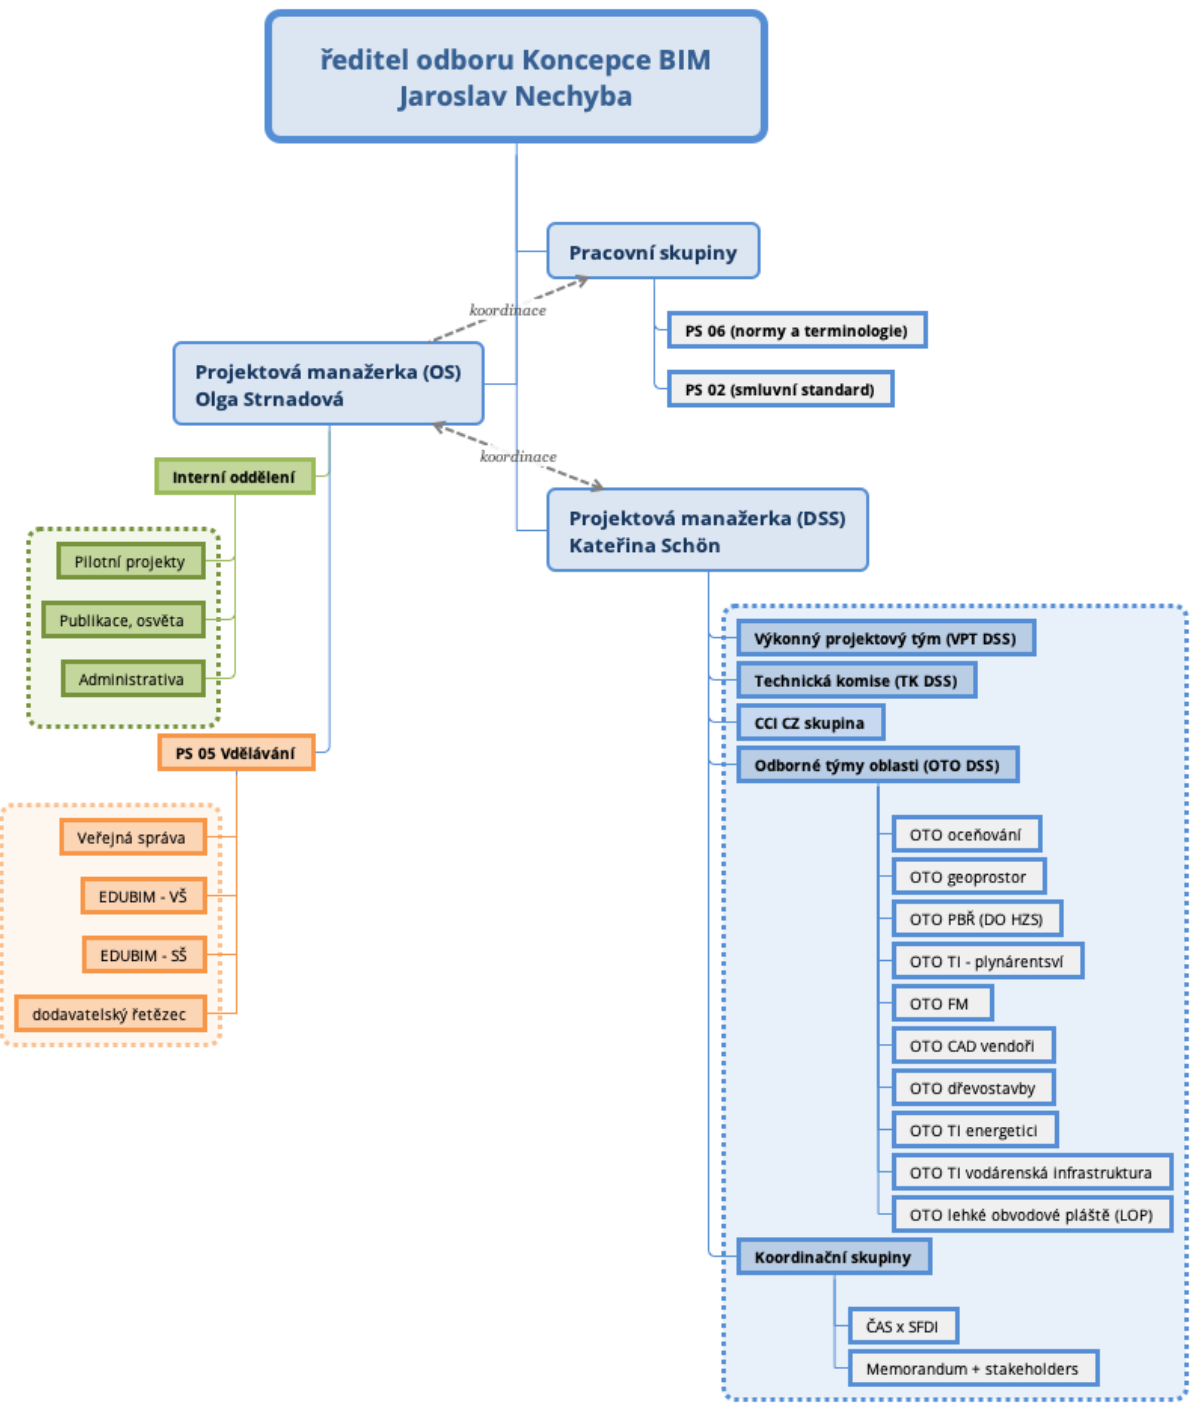 ředitel odboru Koncepce BIM
Jaroslav Nechyba
Pracovní skupiny
koordinace
PS 06 (normy a terminologie)
PS 02 (smluvní standard)
Projektová manažerka (OS)
Olga Strnadová
koordinace
Interní oddělení
Pilotní projekty
Publikace, osvěta
Administrativa
PS 05 Vdělávání
Veřejná správa
EDUBIM - VŠ
EDUBIM - SŠ
dodavatelský řetězec
Projektová manažerka (DSS)
Kateřina Schön
Výkonný projektový tým (VPT DSS)
Technická komise (TK DSS)
CCI CZ skupina
Odborné týmy oblasti (OTO DSS)
OTO oceňování
OTO geoprostor
OTO PBŘ (DO HZS)
OTO TI - plynárentsví
OTO FM
OTO CAD vendoři
OTO dřevostavby
OTO TI energetici
OTO TI vodárenská infrastruktura
OTO lehké obvodové pláště (LOP)
Koordinační skupiny
ČAS x SFDI
Memorandum + stakeholders